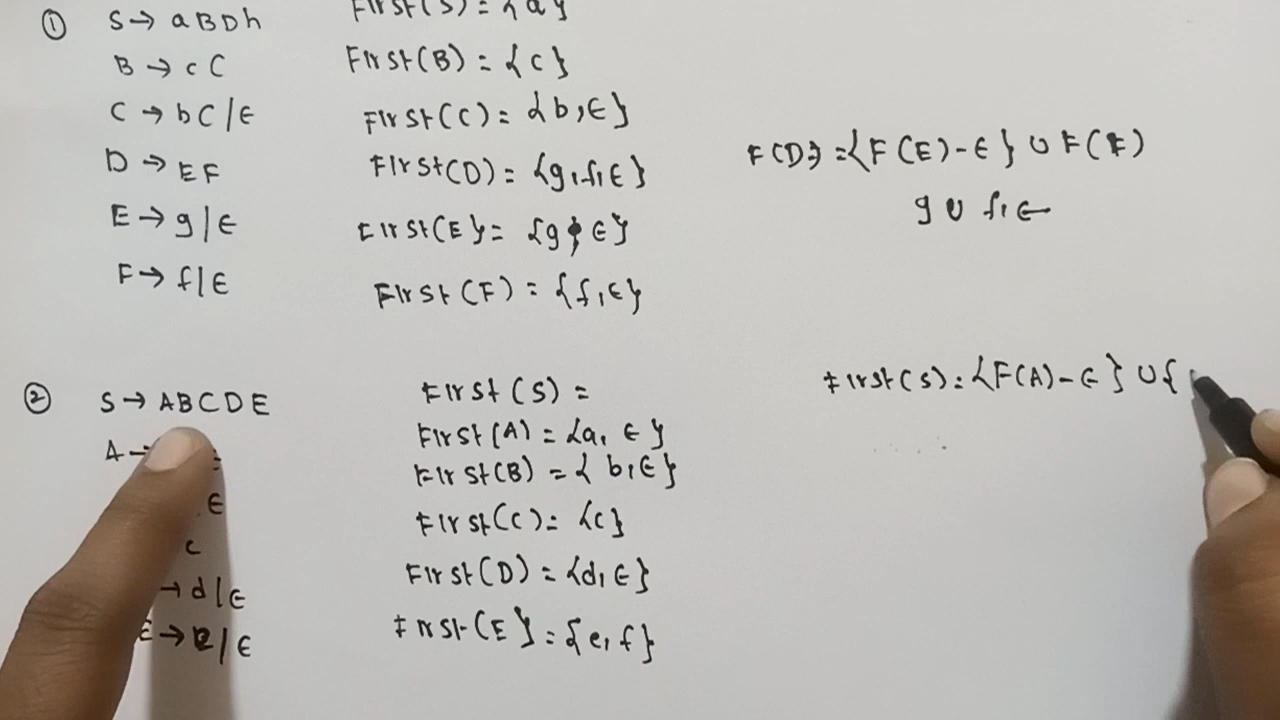 ① S → aBDh First(S) = {a}
B → cC First(B) = {c}
C → bC/ϵ First(C) = {b,ϵ}
D → EF First(D) = {g,f,ϵ} F(D) = {F(E)-ϵ} ∪ F(F)
g ∪ f,ϵ
E → g/ϵ First(E} = {g,ϵ}
F → f/ϵ First(F) = {f,ϵ}
② S → ABCDE First(S) = First(S) = {F(A)-ϵ} ∪ {
A First(A) = {a, ϵ}
ϵ First(B) = {b,ϵ}
c First(C) = {c}
→ d/ϵ First(D) = {d,ϵ}
E → e/ϵ First(E} = {e,f}